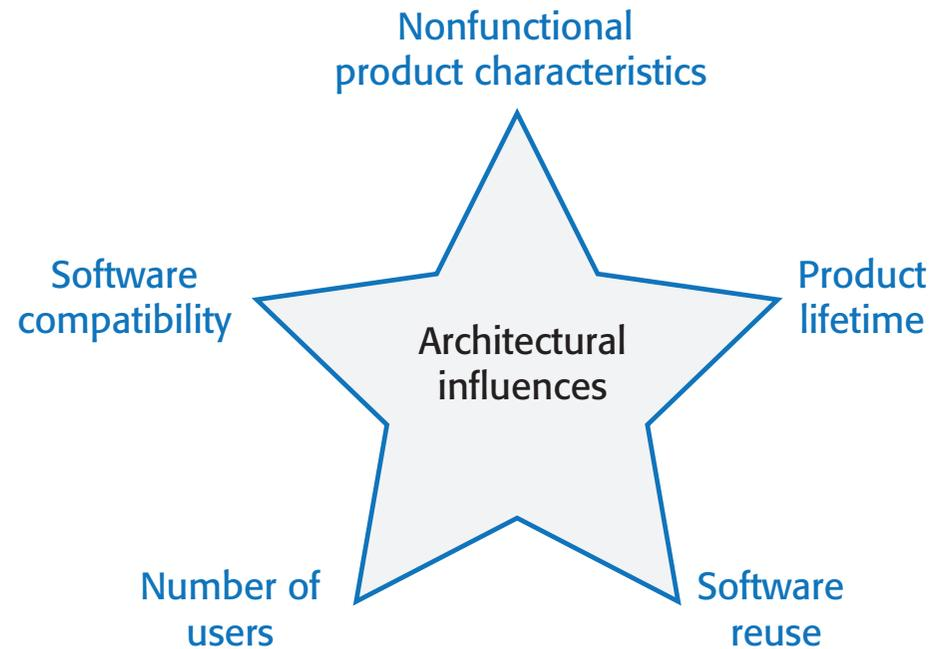 Nonfunctional
product characteristics
Software
compatibility
Product
lifetime
Architectural
influences
Number of
users
Software
reuse